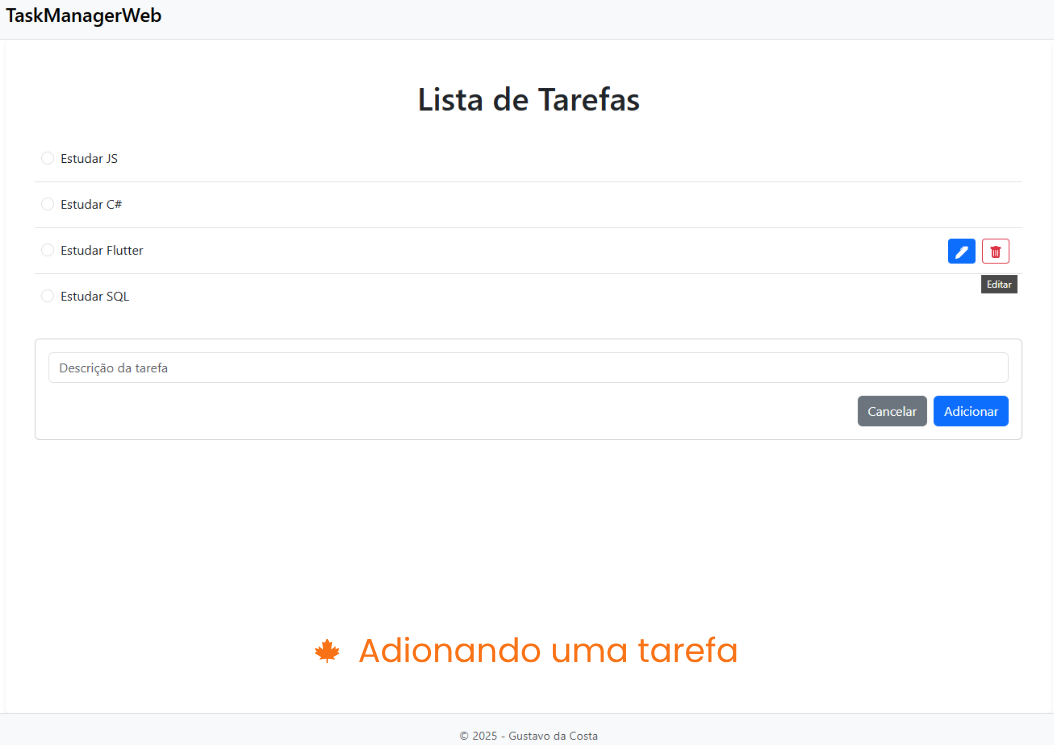 TaskManagerWeb
Lista de Tarefas
Estudar JS
Estudar C#
Estudar Flutter
Editar
Estudar SQL
Descrição da tarefa
Cancelar Adicionar
Adionando uma tarefa
© 2025 - Gustavo da Costa